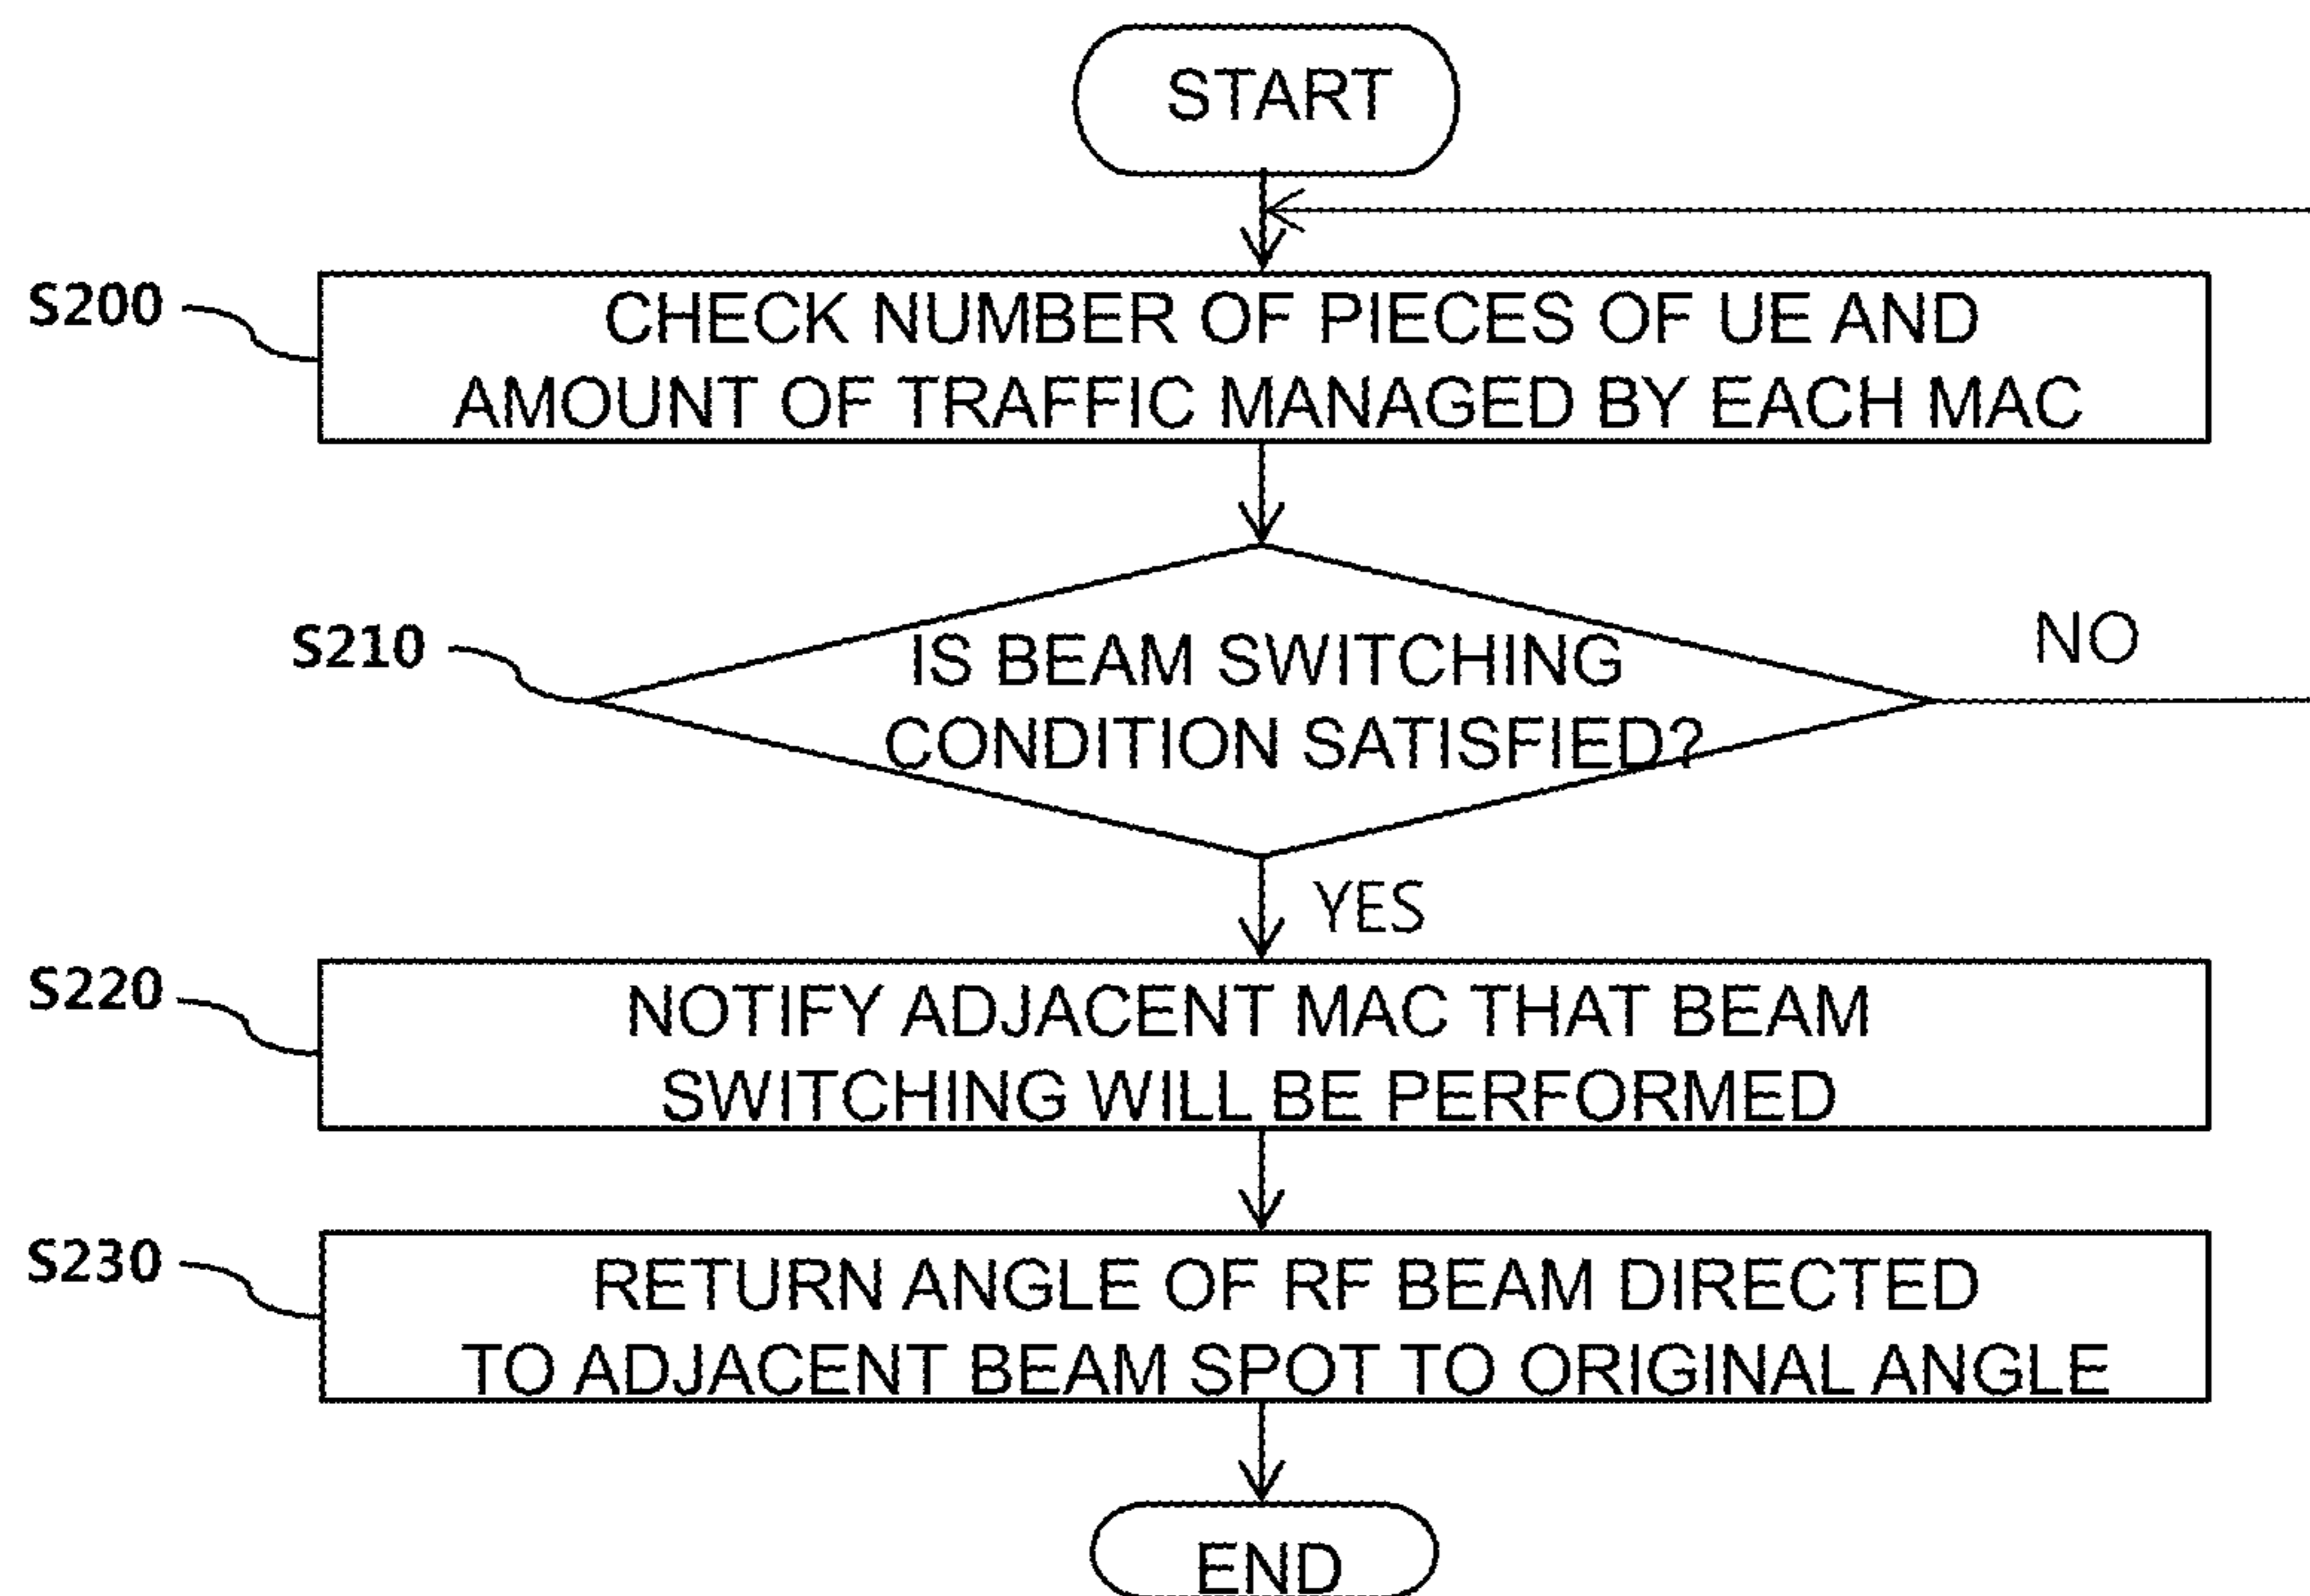 START
S200
CHECK NUMBER OF PIECES OF UE AND
AMOUNT OF TRAFFIC MANAGED BY EACH MAC
S210
IS BEAM SWITCHING
CONDITION SATISFIED?
NO
YES
S220
NOTIFY ADJACENT MAC THAT BEAM
SWITCHING WILL BE PERFORMED
S230
RETURN ANGLE OF RF BEAM DIRECTED
TO ADJACENT BEAM SPOT TO ORIGINAL ANGLE
END